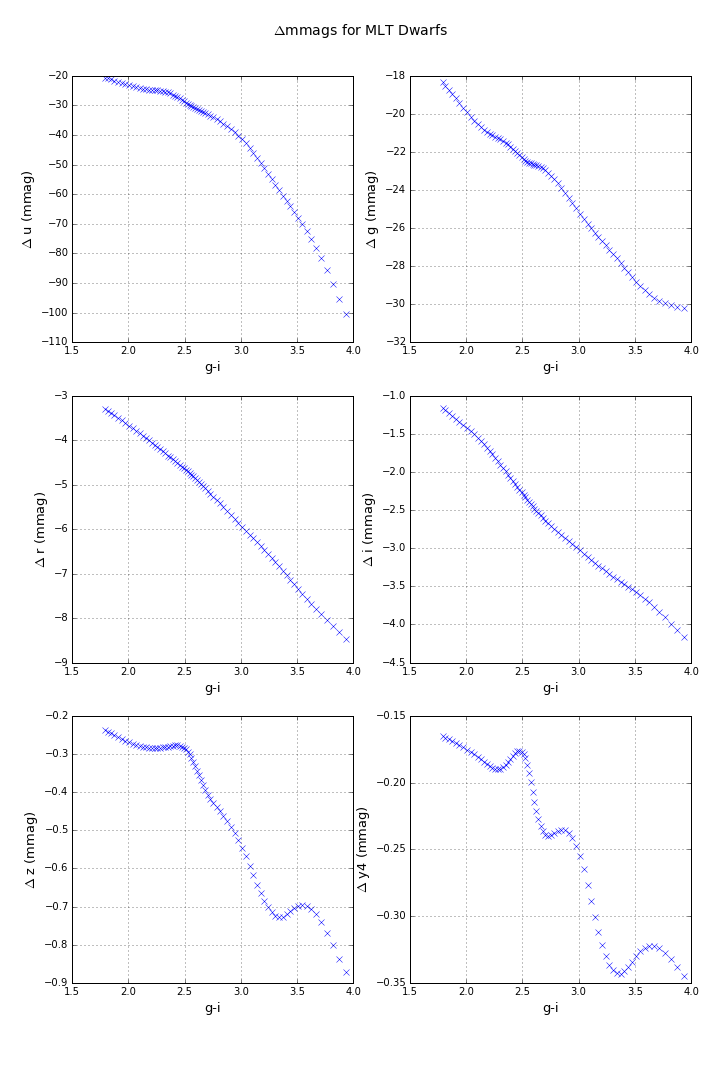 Δmmags for MLT Dwarfs
−20
−30
−40
−50
−60
−70
−80
−90
−100
−110
1.5 2.0 2.5 3.0 3.5 4.0
Δ u (mmag)
g-i
−18
−20
−22
−24
−26
−28
−30
−32
1.5 2.0 2.5 3.0 3.5 4.0
Δ g (mmag)
g-i
−3
−4
−5
−6
−7
−8
−9
1.5 2.0 2.5 3.0 3.5 4.0
Δ r (mmag)
g-i
−1.0
−1.5
−2.0
−2.5
−3.0
−3.5
−4.0
−4.5
1.5 2.0 2.5 3.0 3.5 4.0
Δ i (mmag)
g-i
−0.2
−0.3
−0.4
−0.5
−0.6
−0.7
−0.8
−0.9
1.5 2.0 2.5 3.0 3.5 4.0
Δ z (mmag)
g-i
−0.15
−0.20
−0.25
−0.30
−0.35
1.5 2.0 2.5 3.0 3.5 4.0
Δ y4 (mmag)
g-i